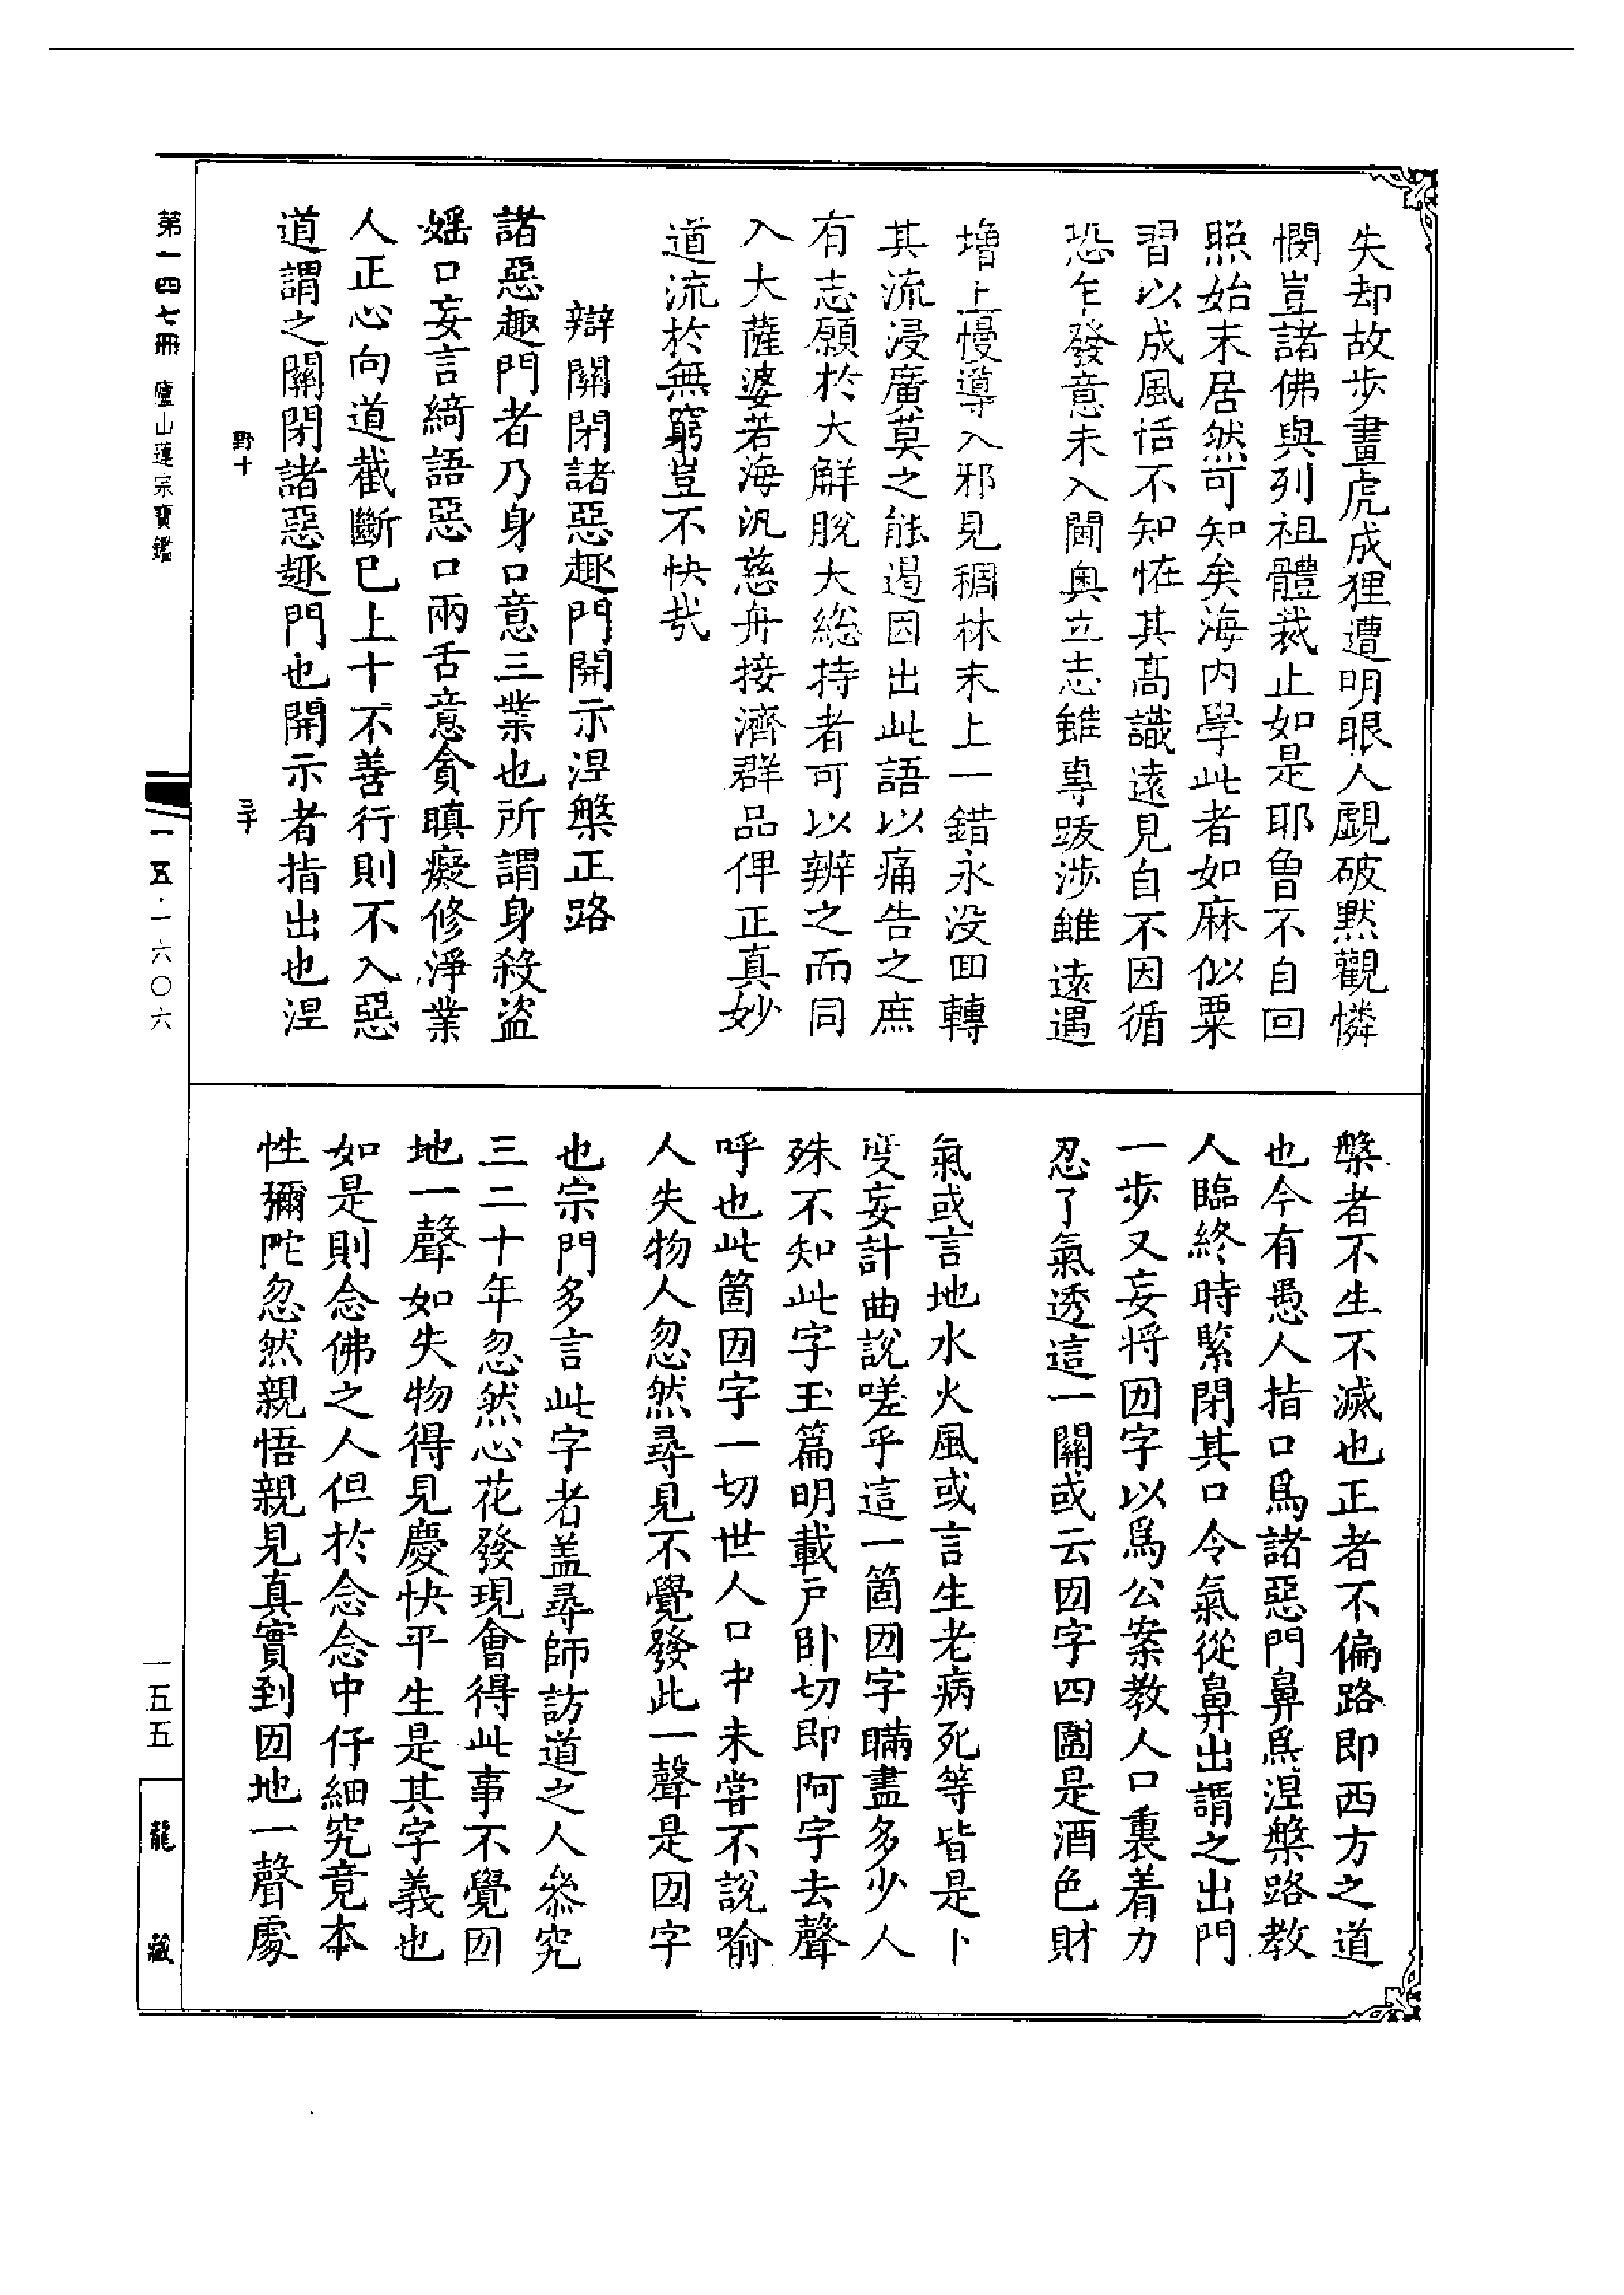 失却故步畫虎成狸遭明眼人覷破黙觀憐
憫豈諸佛與列祖體裁止如是耶魯不自回
照始末居然可知矣海内學此者如麻似粟
習以成風恬不知恠其髙識遠見自不因循
恐乍發意未入閫奥立志雖專跋涉雖遠遇
增上慢導入邪見稠林末上一錯永没回轉
其流浸廣莫之能遏因出此語以痛告之庶
有志願於大解脱大総持者可以辨之而同
入大薩婆若海汎慈舟接濟群品俾正真妙
道流於無窮豈不快哉
辯關閉諸惡趣門開示涅槃正路
諸惡趣門者乃身口意三業也所謂身殺盗
婬口妄言綺語惡口兩舌意貪瞋癡修淨業
人正心向道截斷已上十不善行則不入惡
道謂之關閉諸惡趣門也開示者指出也涅
野十
三十
槃者不生不滅也正者不偏路即西方之道
也今有愚人指口爲諸惡門鼻爲涅槃路教
人臨終時緊閉其口令氣從鼻出謂之出門
一步又妄將囝字以爲公案教人口裏着力
忍了氣透這一關或云囝字四圍是酒色財
氣或言地水火風或言生老病死等皆是卜
度妄計曲説嗟乎這一箇囝字瞞盡多少人
殊不知此字玉篇明載戶卧切即阿字去聲
呼也此箇囝字一切世人口中未嘗不説喻
人失物人忽然尋見不覺發此一聲是囝字
也宗門多言此字者盖尋師訪道之人叅究
三二十年忽然心花發現會得此事不覺囝
地一聲如失物得見慶快平生是其字義也
如是則念佛之人但於念念中仔細究竟本
性彌陀忽然親悟親見真實到囝地一聲處
第一四七冊 廬山蓮宗寶鑑
一五·一六〇六
一五五
龍藏